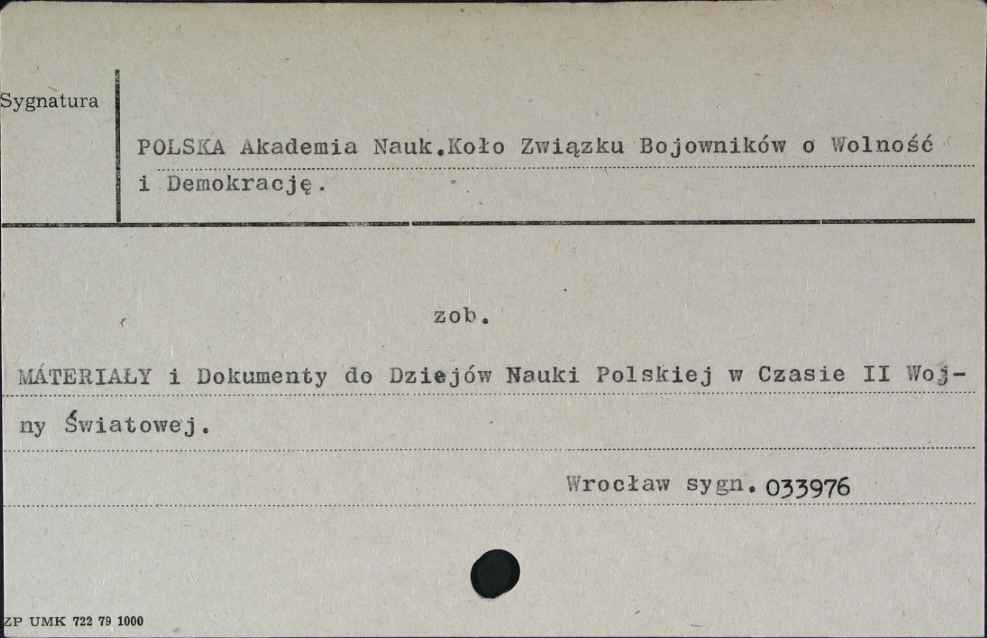 Sygnatura
POLSKA Akademia Nauk.Koło Związku Bojowników o Wolność
i Demokrację.
zob.
MATERIAŁY i Dokumenty do Dziejów Nauki Polskiej w Czasie II Woj-
ny Światowej.
Wrocław sygn. 033976
ZP UMK 722 79 1000